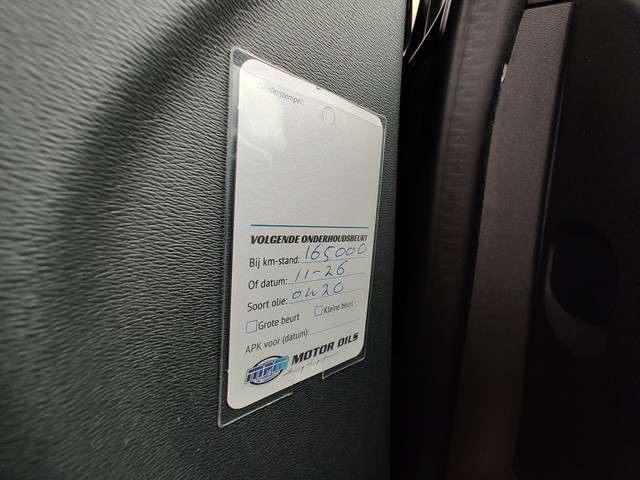 Dealerstempel:
VOLGENDE ONDERHOUDSBEURT
Bij km-stand: 165000
Of datum: 11-26
Soort olie: 0w20
Grote beurt Kleine beurt
APK voor (datum):
mpm MOTOR OILS